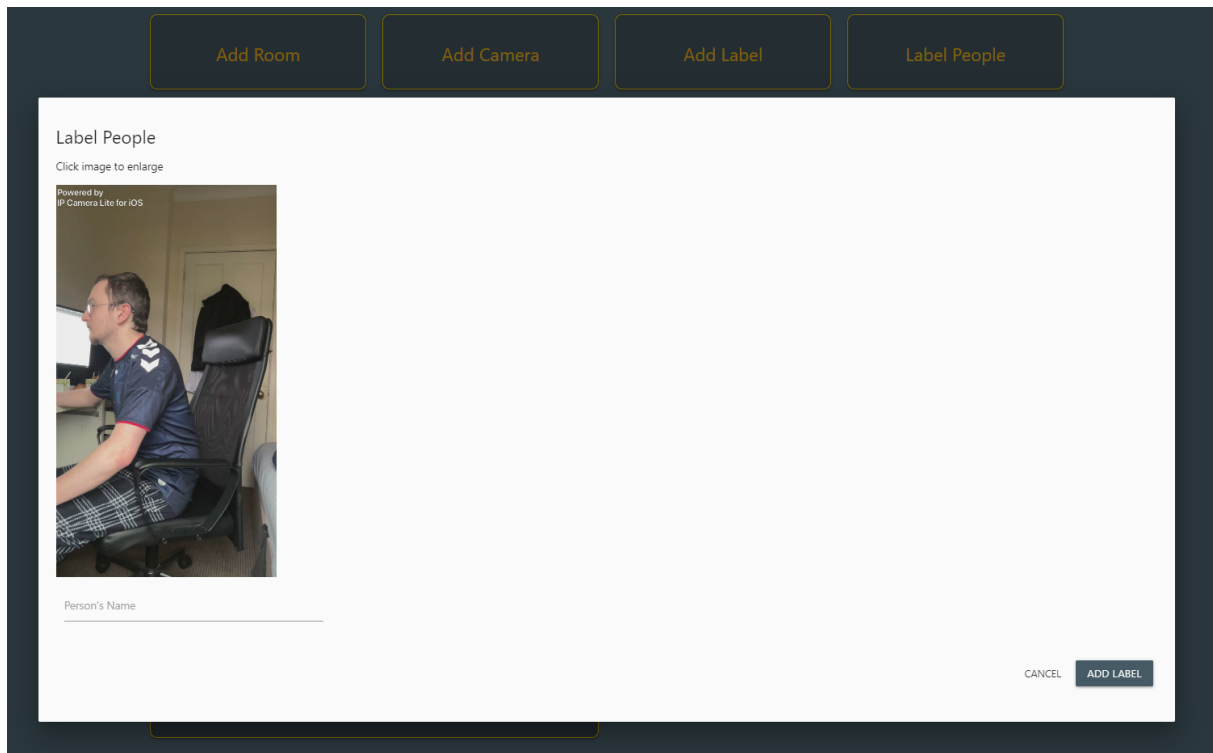 Add Room
Add Camera
Add Label
Label People
Label People
Click image to enlarge
Powered by
IP Camera Lite for iOS
Person's Name
CANCEL
ADD LABEL